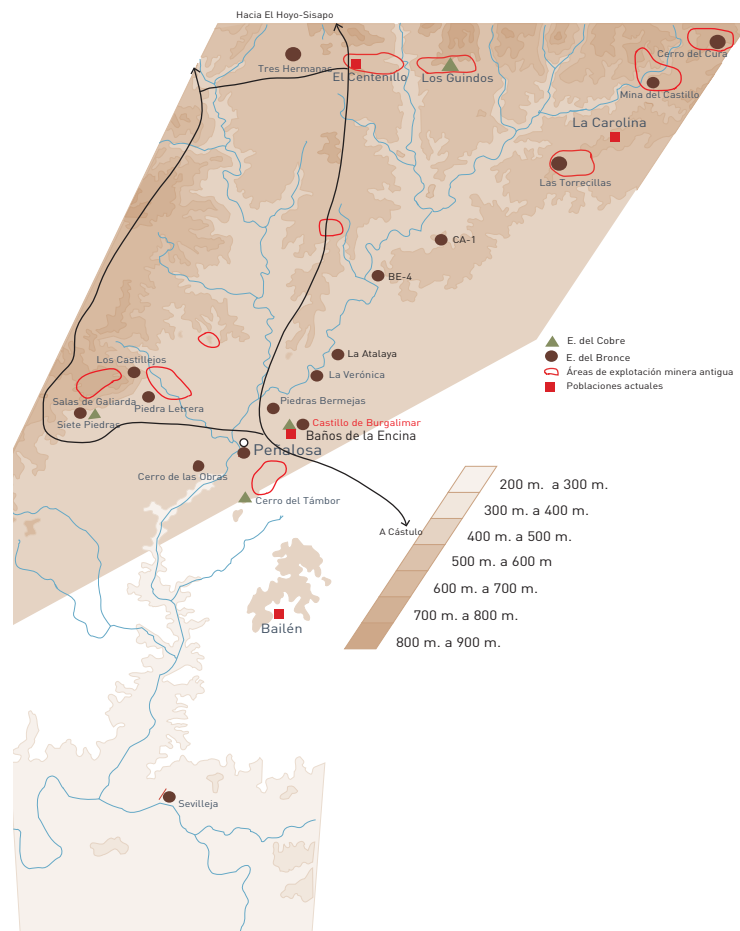 Hacia El Hoyo-Sisapo
Cerro del Cura
Tres Hermanas
El Centenillo
Los Guindos
Mina del Castillo
La Carolina
Las Torrecillas
CA-1
BE-4
E. del Cobre
E. del Bronce
Áreas de explotación minera antigua
Poblaciones actuales
La Atalaya
Los Castillejos
La Verónica
Salas de Galiarda
Piedra Letrera
Piedras Bermejas
Siete Piedras
Castillo de Burgalimar
Baños de la Encina
Peñalosa
Cerro de las Obras
Cerro del Támbor
A Cástulo
200 m. a 300 m.
300 m. a 400 m.
400 m. a 500 m.
500 m. a 600 m
600 m. a 700 m.
700 m. a 800 m.
800 m. a 900 m.
Bailén
Sevilleja